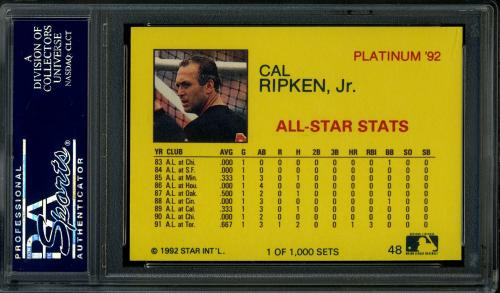 A
DIVISION OF
COLLECTORS
UNIVERSE
NASDAQ: CLCT
PROFESSIONAL
PSA
Sports
AUTHENTICATOR
PLATINUM '92
CAL
RIPKEN, Jr.
ALL-STAR STATS
YR CLUB AVG G AB R H 2B 3B HR RBI BB SO SB
83 A.L. at Chi. .000 1 0 0 0 0 0 0 0 1 0 0
84 A.L. at S.F. .000 1 0 0 0 0 0 0 0 0 0 0
85 A.L. at Min. .333 1 3 0 1 0 0 0 0 0 0 0
86 A.L. at Hou. .000 1 4 0 0 0 0 0 0 0 0 0
87 A.L. at Oak. .500 1 2 0 1 0 0 0 0 0 0 0
88 A.L. at Cin. .000 1 3 0 0 0 0 0 0 1 0 0
89 A.L. at Cal. .333 1 3 0 1 1 0 0 0 0 0 0
90 A.L. at Chi. .000 1 2 0 0 0 0 0 0 1 0 0
91 A.L. at Tor. .667 1 3 1 2 0 0 1 3 0 0 0
© 1992 STAR INT'L. 1 OF 1,000 SETS 48